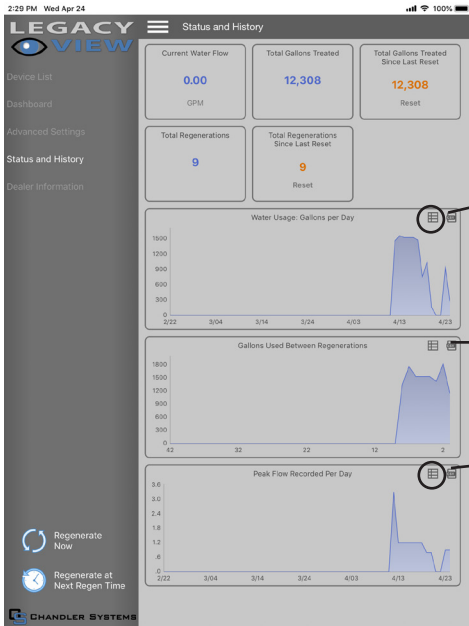 2:29 PM Wed Apr 24
100%
LEGACY
VIEW
Device List
Dashboard
Advanced Settings
Status and History
Dealer Information
Regenerate
Now
Regenerate at
Next Regen Time
CHANDLER SYSTEMS
Status and History
Current Water Flow
0.00
GPM
Total Gallons Treated
12,308
Total Gallons Treated
Since Last Reset
12,308
Reset
Total Regenerations
9
Total Regenerations
Since Last Reset
9
Reset
Water Usage: Gallons per Day
1500
1200
900
600
300
0
2/22 3/04 3/14 3/24 4/03 4/13 4/23
Gallons Used Between Regenerations
1800
1500
1200
900
600
300
0
42 32 22 12 2
Peak Flow Recorded Per Day
3.6
3.0
2.4
1.8
1.2
.6
.0
2/22 3/04 3/14 3/24 4/03 4/13 4/23